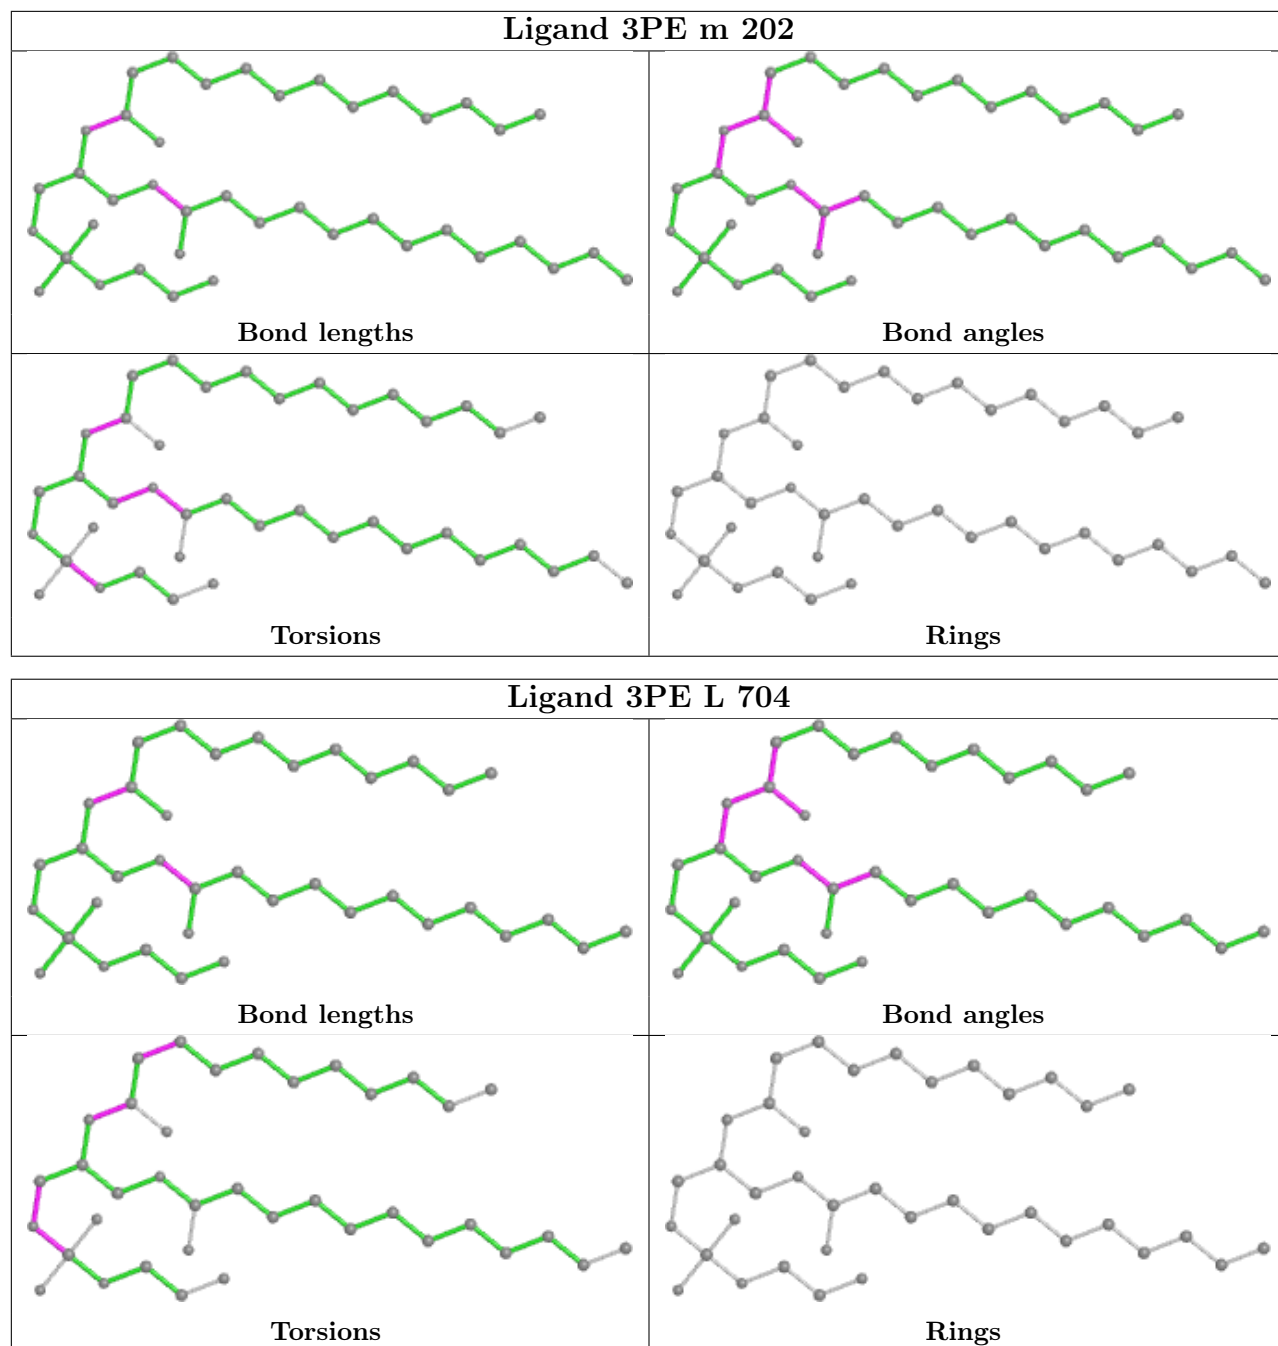 Ligand 3PE m 202
Bond lengths
Bond angles
Torsions
Rings
Ligand 3PE L 704
Bond lengths
Bond angles
Torsions
Rings